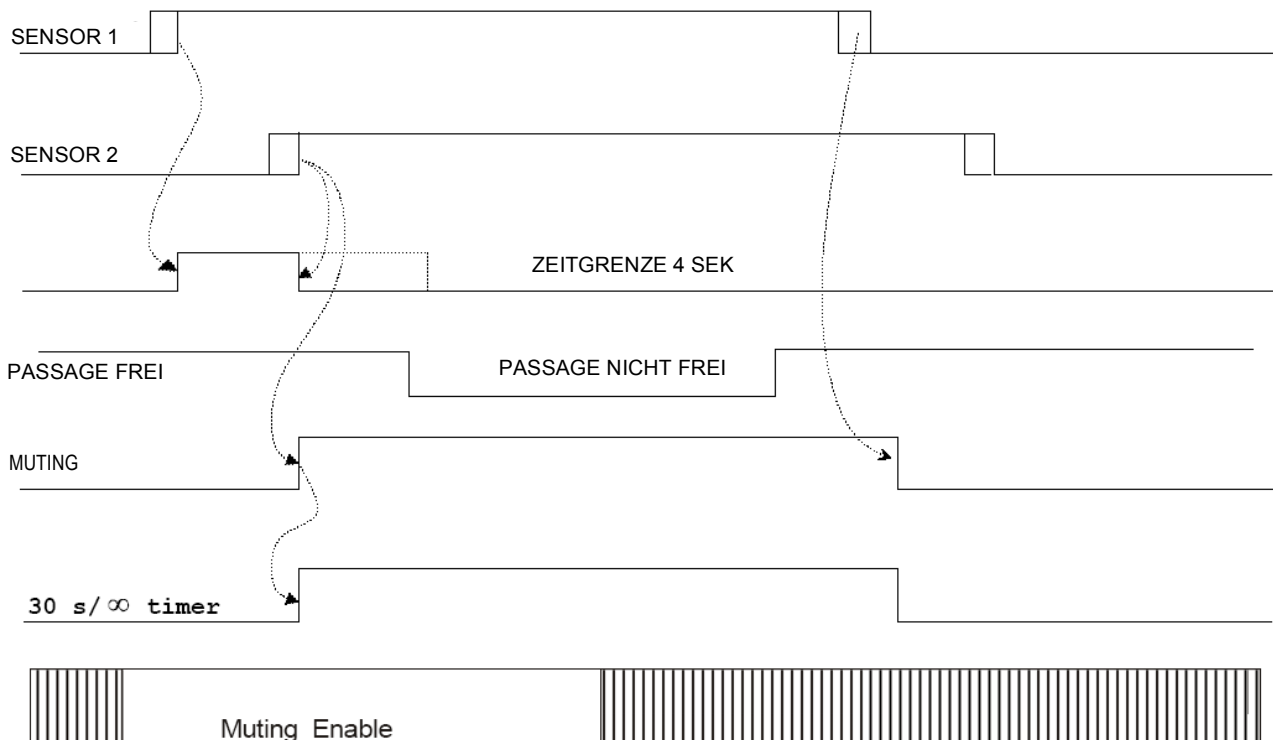 SENSOR 1
SENSOR 2
ZEITGRENZE 4 SEK
PASSAGE FREI
PASSAGE NICHT FREI
MUTING
30 s/∞ timer
Muting Enable